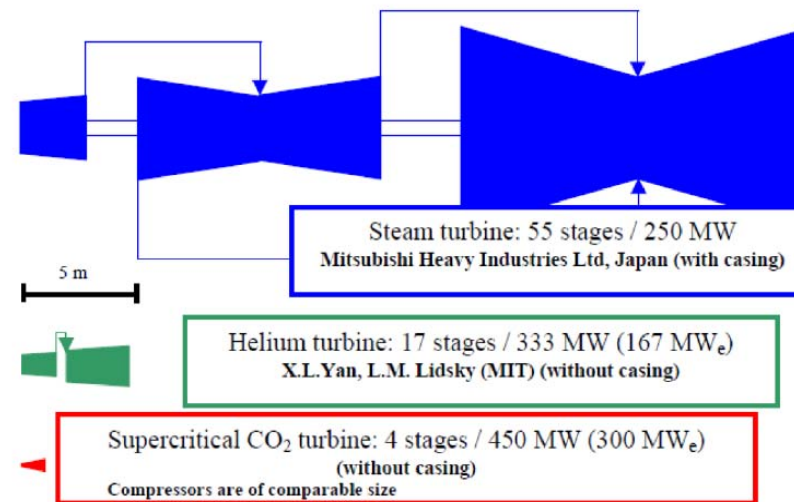 Steam turbine: 55 stages / 250 MW
Mitsubishi Heavy Industries Ltd, Japan (with casing)
5 m
Helium turbine: 17 stages / 333 MW (167 MWₑ)
X.L.Yan, L.M. Lidsky (MIT) (without casing)
Supercritical CO₂ turbine: 4 stages / 450 MW (300 MWₑ)
(without casing)
Compressors are of comparable size